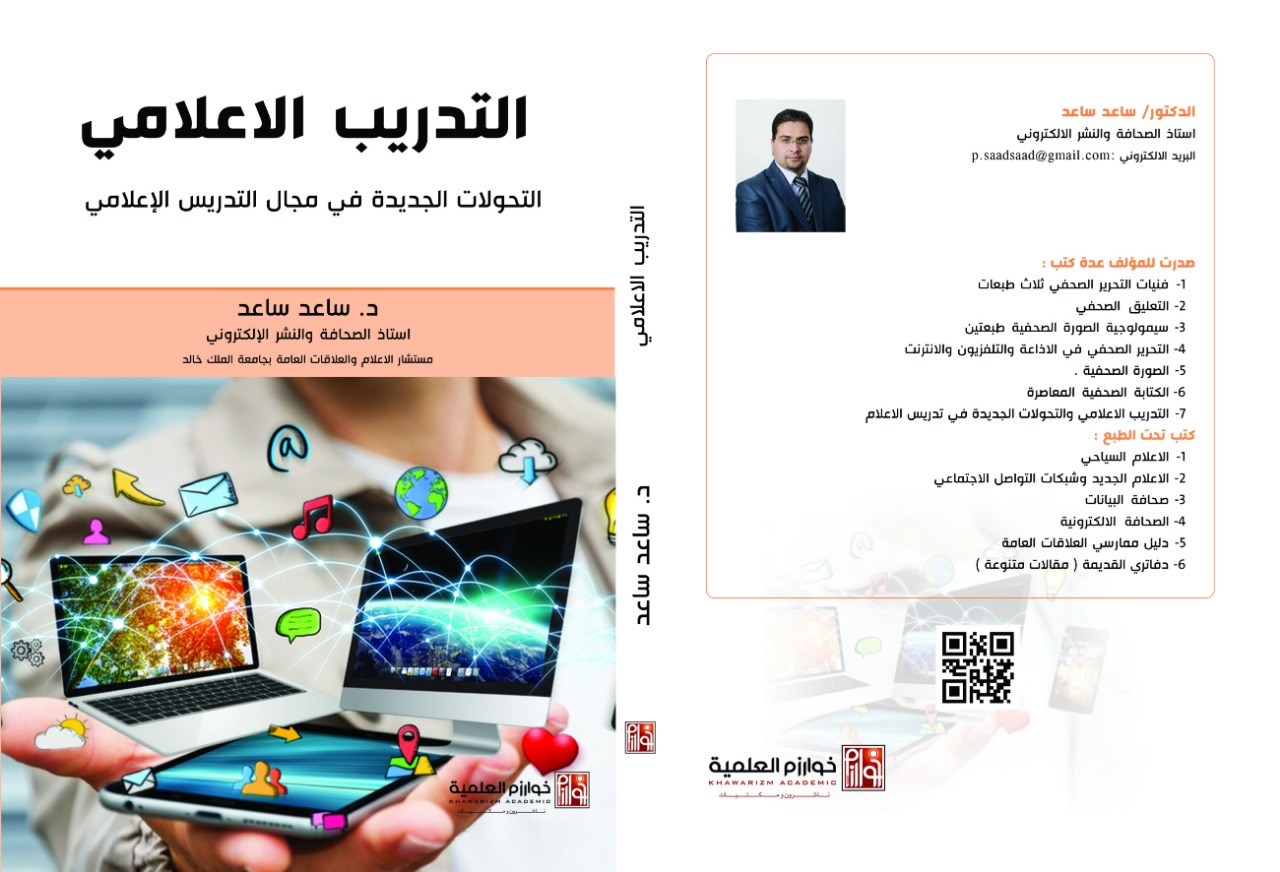 التدريب الاعلامي
التحولات الجديدة في مجال التدريس الإعلامي
د. ساعد ساعد
استاذ الصحافة والنشر الإلكتروني
مستشار الاعلام والعلاقات العامة بجامعة الملك خالد
خوارزم العلمية
KHAWARIZM ACADEMIC
ناشرون ومكتبات
التدريب الاعلامي
د. ساعد ساعد
الدكتور/ ساعد ساعد
استاذ الصحافة والنشر الالكتروني
البريد الالكتروني :p.saadsaad@gmail.com
صدرت للمؤلف عدة كتب :
1- فنيات التحرير الصحفي ثلاث طبعات
2- التعليق الصحفي
3- سيمولوجية الصورة الصحفية طبعتين
4- التحرير الصحفي في الاذاعة والتلفزيون والانترنت
5- الصورة الصحفية .
6- الكتابة الصحفية المعاصرة
7- التدريب الاعلامي والتحولات الجديدة في تدريس الاعلام
كتب تحت الطبع :
1- الاعلام السياحي
2- الاعلام الجديد وشبكات التواصل الاجتماعي
3- صحافة البيانات
4- الصحافة الالكترونية
5- دليل ممارسي العلاقات العامة
6- دفاتري القديمة ( مقالات متنوعة )
خوارزم العلمية
KHAWARIZM ACADEMIC
ناشرون ومكتبات